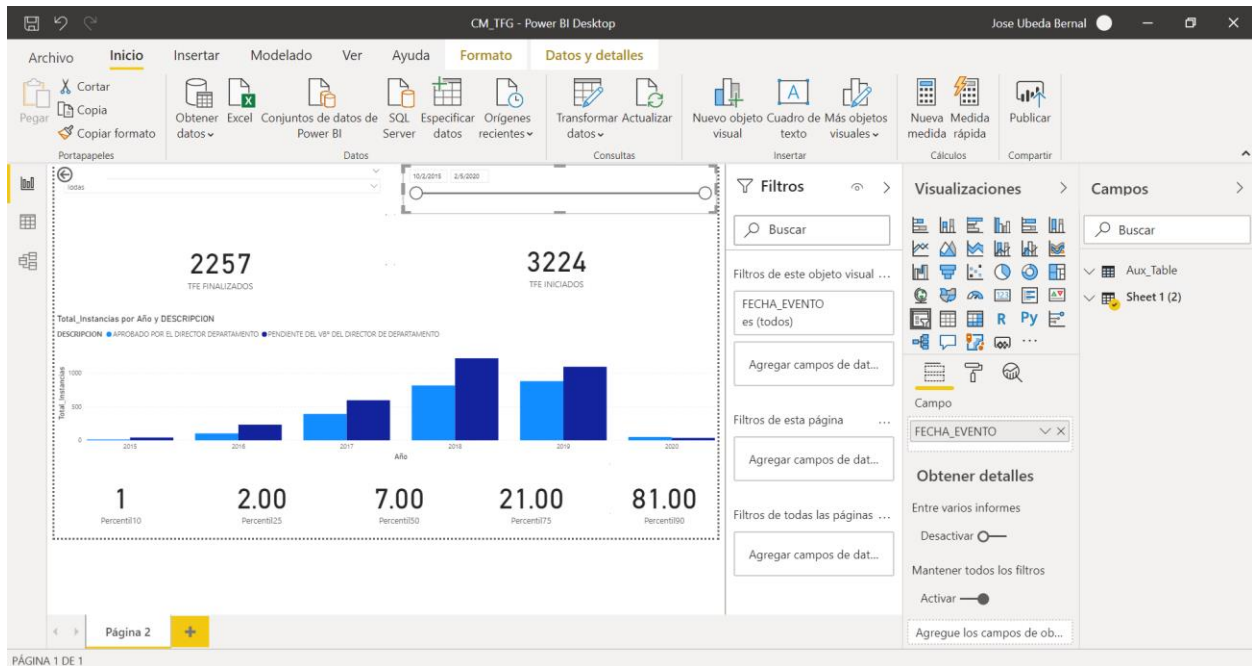 CM_TFG - Power BI Desktop
Jose Ubeda Bernal
Archivo Inicio Insertar Modelado Ver Ayuda Formato Datos y detalles
Pegar
Cortar
Copia
Copiar formato
Portapapeles
Obtener datos
Excel
Conjuntos de datos de Power BI
SQL Server
Especificar datos
Orígenes recientes
Datos
Transformar datos
Actualizar
Consultas
Nuevo objeto visual
Cuadro de texto
Más objetos visuales
Insertar
Nueva medida
Medida rápida
Cálculos
Publicar
Compartir
Todas
10/2/2015 2/5/2020
2257
TFE FINALIZADOS
3224
TFE INICIADOS
Total_Instancias por Año y DESCRIPCION
DESCRIPCION APROBADO POR EL DIRECTOR DEPARTAMENTO PENDIENTE DEL VBº DEL DIRECTOR DE DEPARTAMENTO
Total_Instancias
1000
500
0
2015 2016 2017 2018 2019 2020
Año
1 2.00 7.00 21.00 81.00
Percentil10 Percentil25 Percentil50 Percentil75 Percentil90
Filtros
Buscar
Filtros de este objeto visual ...
FECHA_EVENTO
es (todos)
Agregar campos de dat...
Filtros de esta página ...
Agregar campos de dat...
Filtros de todas las páginas ...
Agregar campos de dat...
Visualizaciones
123
R Py
...
Campo
FECHA_EVENTO
Obtener detalles
Entre varios informes
Desactivar
Mantener todos los filtros
Activar
Agregue los campos de ob...
Campos
Buscar
Aux_Table
Sheet 1 (2)
Página 2
PÁGINA 1 DE 1